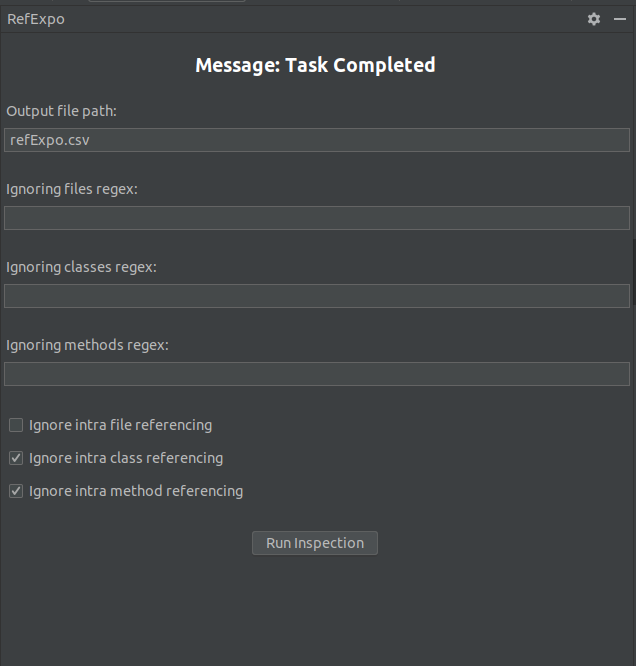 RefExpo
Message: Task Completed
Output file path:
refExpo.csv
Ignoring files regex:
Ignoring classes regex:
Ignoring methods regex:
Ignore intra file referencing
Ignore intra class referencing
Ignore intra method referencing
Run Inspection